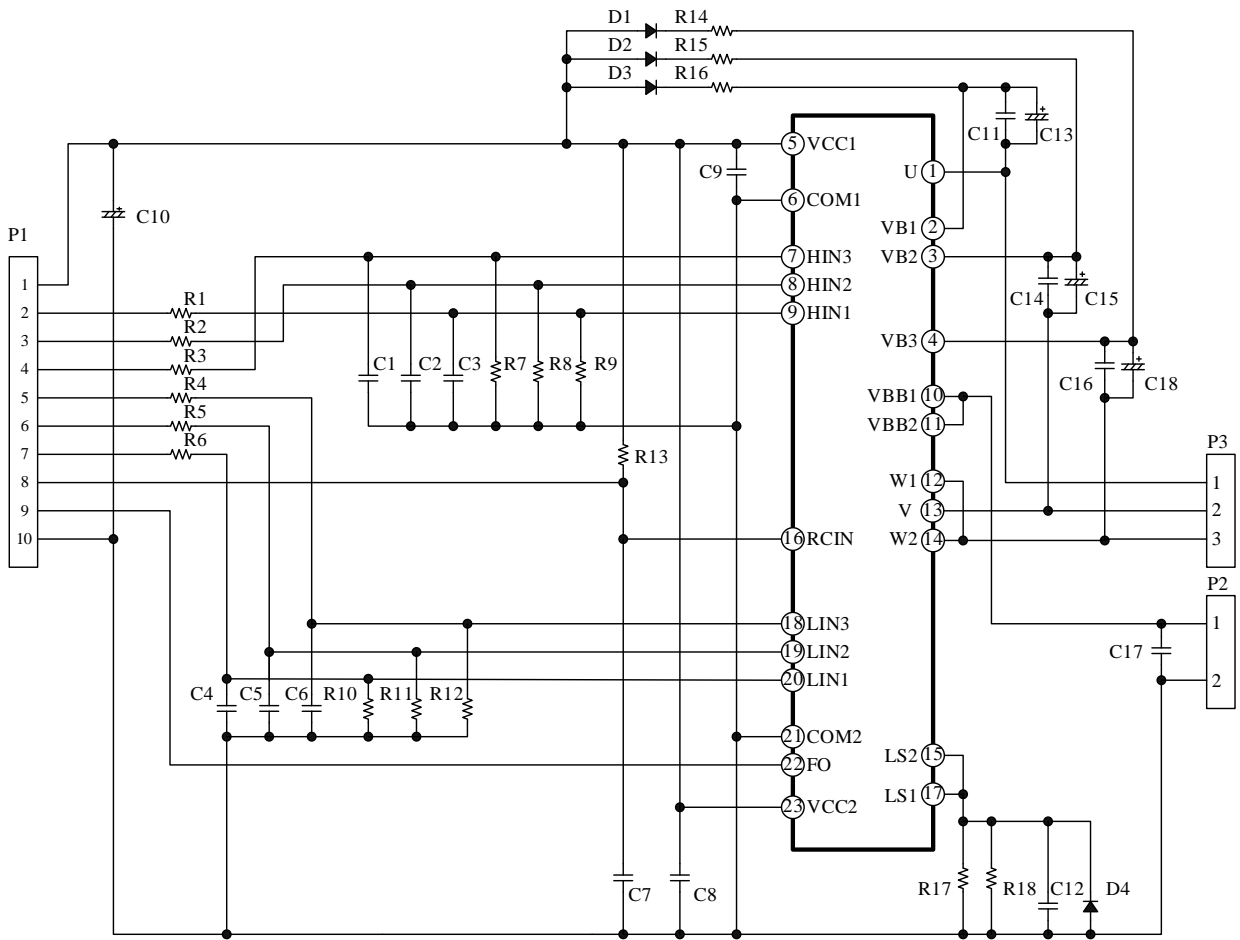 D1 R14
D2 R15
D3 R16
C11 C13
5 VCC1
C9
U 1
6 COM1
C10
P1
VB1 2
7 HIN3
VB2 3
1
8 HIN2
C14 C15
2 R1
9 HIN1
3 R2
VB3 4
4 R3
C1 C2 C3 R7 R8 R9
C16 C18
5 R4
VBB1 10
6 R5
VBB2 11
7 R6
R13
P3
8
W1 12
1
9
V 13
2
10
16 RCIN
W2 14
3
P2
18 LIN3
1
19 LIN2
C17
20 LIN1
2
C4 C5 C6 R10 R11 R12
21 COM2
LS2 15
22 FO
LS1 17
23 VCC2
C7 C8
R17 R18 C12 D4